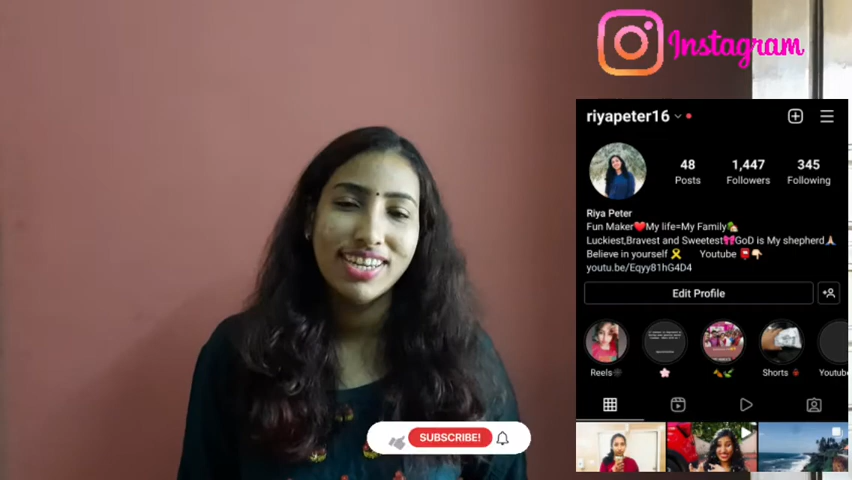 Instagram
riyapeter16
48 1,447 345
Posts Followers Following
Riya Peter
Fun Maker❤️My life=My Family🏡
Luckiest,Bravest and Sweetest🎀GoD is My shepherd🙏🏻
Believe in yourself 🎗️ Youtube 📮👇🏻
youtu.be/Eqyy81hG4D4
Edit Profile
Reels Shorts Youtube
SUBSCRIBE!